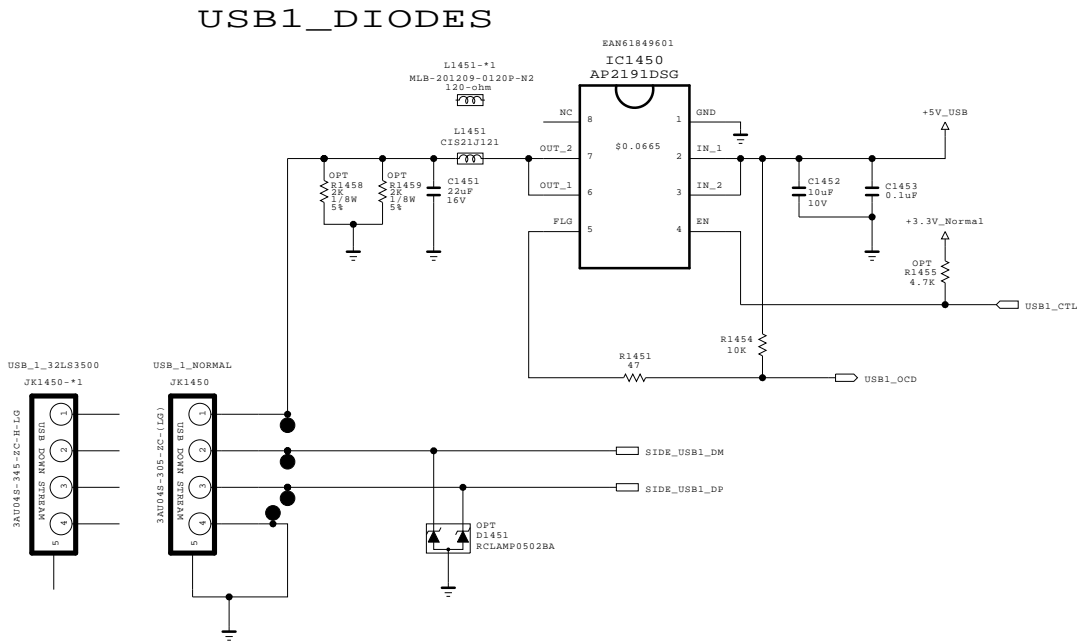 USB1_DIODES
EAN61849601
IC1450
AP2191DSG
L1451-*1
MLB-201209-0120P-N2
120-ohm
L1451
CIS21J121
NC
8
1
GND
+5V_USB
$0.0665
OUT_2
7
2
IN_1
OUT_1
6
3
IN_2
FLG
5
4
EN
OPT
R1458
2K
1/8W
5%
OPT
R1459
2K
1/8W
5%
C1451
22uF
16V
C1452
10uF
10V
C1453
0.1uF
+3.3V_Normal
OPT
R1455
4.7K
USB1_CTL
R1454
10K
R1451
47
USB1_OCD
USB_1_32LS3500
JK1450-*1
3AU04S-345-ZC-H-LG
USB DOWN STREAM
1
2
3
4
5
USB_1_NORMAL
JK1450
3AU04S-305-ZC-(LG)
USB DOWN STREAM
1
2
3
4
5
SIDE_USB1_DM
SIDE_USB1_DP
OPT
D1451
RCLAMP0502BA